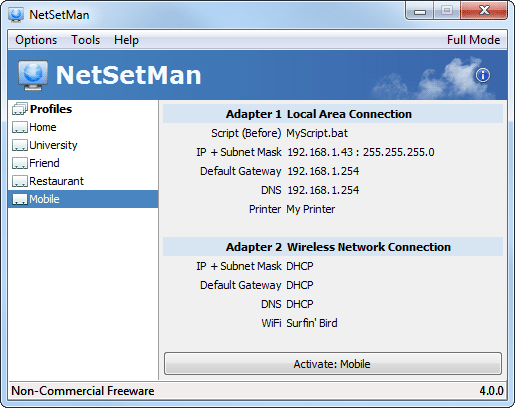 NetSetMan
Options Tools Help Full Mode
NetSetMan
Profiles
Home
University
Friend
Restaurant
Mobile
Adapter 1 Local Area Connection
Script (Before) MyScript.bat
IP + Subnet Mask 192.168.1.43 : 255.255.255.0
Default Gateway 192.168.1.254
DNS 192.168.1.254
Printer My Printer
Adapter 2 Wireless Network Connection
IP + Subnet Mask DHCP
Default Gateway DHCP
DNS DHCP
WiFi Surfin' Bird
Activate: Mobile
Non-Commercial Freeware 4.0.0